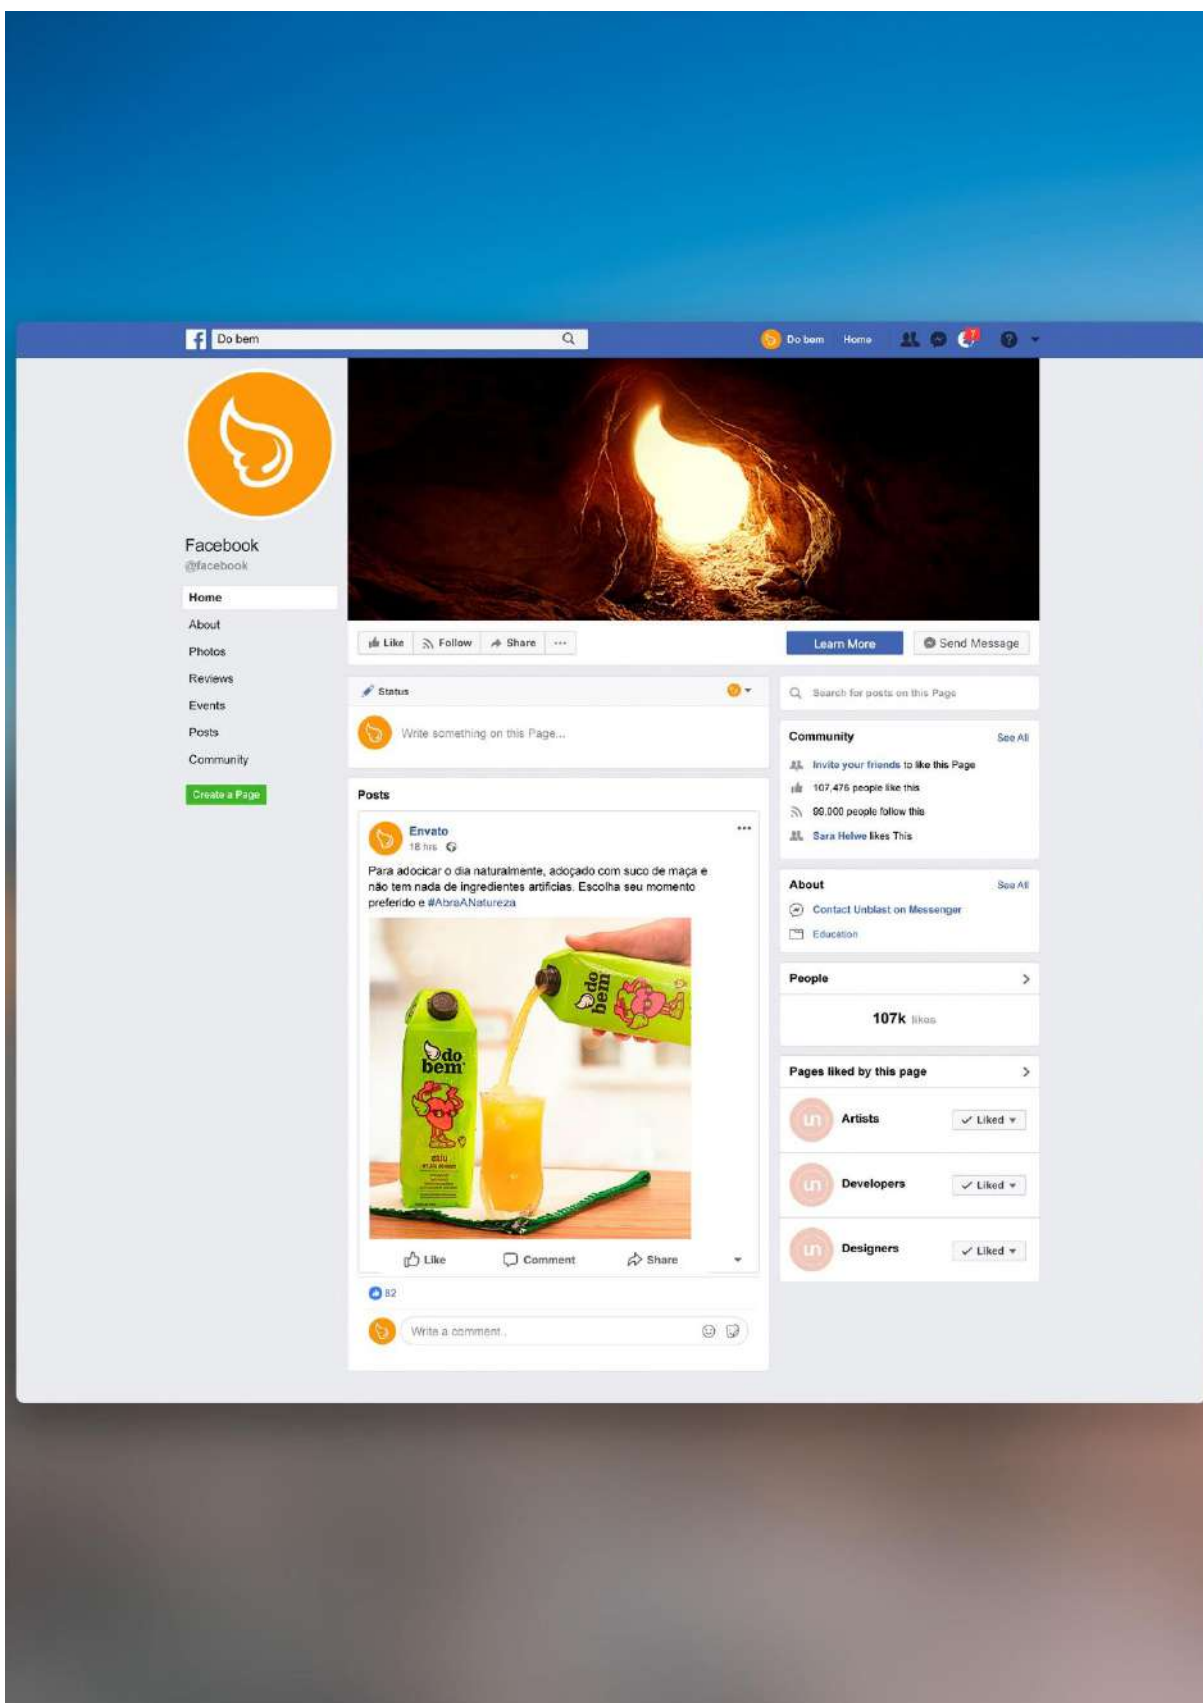 Do bem
Do bem Home
7
Facebook
@facebook
Home
About
Photos
Reviews
Events
Posts
Community
Create a Page
Like Follow Share
Learn More Send Message
Status
Write something on this Page...
Posts
Envato
18 hrs
Para adocicar o dia naturalmente, adoçado com suco de maça e
não tem nada de ingredientes artificias. Escolha seu momento
preferido e #AbraANatureza
do
bem
do
bem
Like Comment Share
82
Write a comment..
Search for posts on this Page
Community See All
Invite your friends to like this Page
107,476 people like this
99,000 people follow this
Sara Helwe likes This
About See All
Contact Unblast on Messenger
Education
People
107k likes
Pages liked by this page
un Artists Liked
un Developers Liked
un Designers Liked